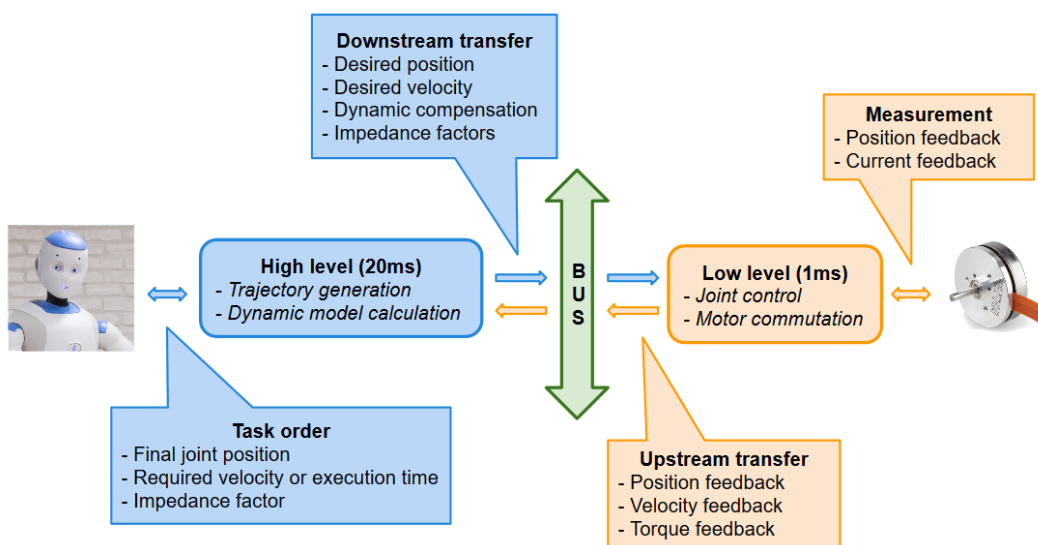 Downstream transfer
- Desired position
- Desired velocity
- Dynamic compensation
- Impedance factors
Measurement
- Position feedback
- Current feedback
High level (20ms)
- Trajectory generation
- Dynamic model calculation
B
U
S
Low level (1ms)
- Joint control
- Motor commutation
Task order
- Final joint position
- Required velocity or execution time
- Impedance factor
Upstream transfer
- Position feedback
- Velocity feedback
- Torque feedback